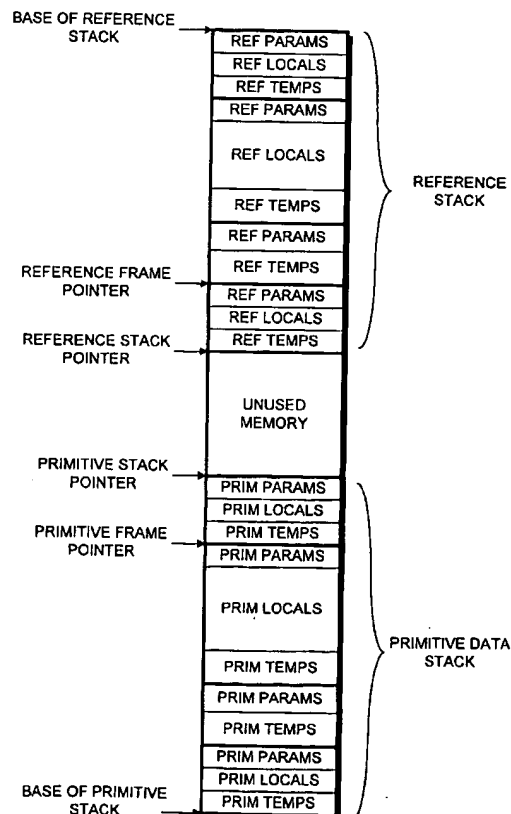 BASE OF REFERENCE
STACK
REF PARAMS
REF LOCALS
REF TEMPS
REF PARAMS
REF LOCALS
REF TEMPS
REF PARAMS
REF TEMPS
REFERENCE FRAME
POINTER
REF PARAMS
REF LOCALS
REF TEMPS
REFERENCE STACK
POINTER
REFERENCE
STACK
UNUSED
MEMORY
PRIMITIVE STACK
POINTER
PRIM PARAMS
PRIM LOCALS
PRIM TEMPS
PRIMITIVE FRAME
POINTER
PRIM PARAMS
PRIM LOCALS
PRIM TEMPS
PRIM PARAMS
PRIM TEMPS
PRIM PARAMS
PRIM LOCALS
PRIM TEMPS
PRIMITIVE DATA
STACK
BASE OF PRIMITIVE
STACK